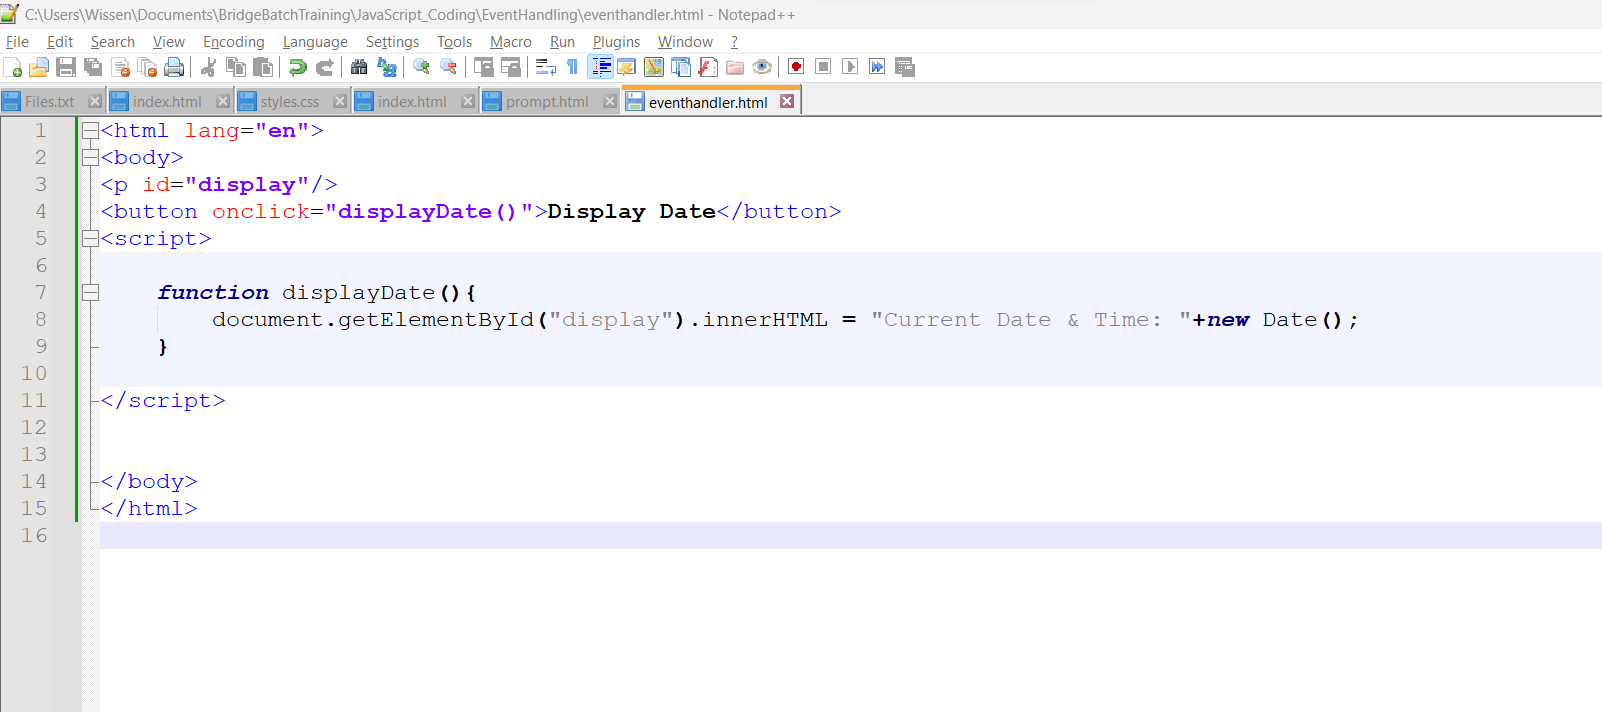 C:\Users\Wissen\Documents\BridgeBatchTraining\JavaScript_Coding\EventHandling\eventhandler.html - Notepad++
File Edit Search View Encoding Language Settings Tools Macro Run Plugins Window ?
Files.txt index.html styles.css index.html prompt.html eventhandler.html
1 <html lang="en">
2 <body>
3 <p id="display"/>
4 <button onclick="displayDate()">Display Date</button>
5 <script>
6
7 function displayDate(){
8 document.getElementById("display").innerHTML = "Current Date & Time: "+new Date();
9 }
10
11 </script>
12
13
14 </body>
15 </html>
16